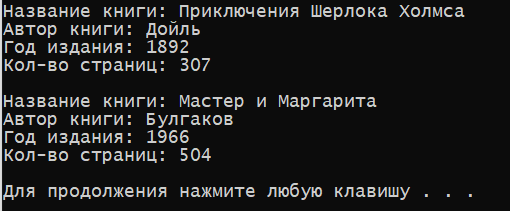 Название книги: Приключения Шерлока Холмса
Автор книги: Дойль
Год издания: 1892
Кол-во страниц: 307
Название книги: Мастер и Маргарита
Автор книги: Булгаков
Год издания: 1966
Кол-во страниц: 504
Для продолжения нажмите любую клавишу . . .